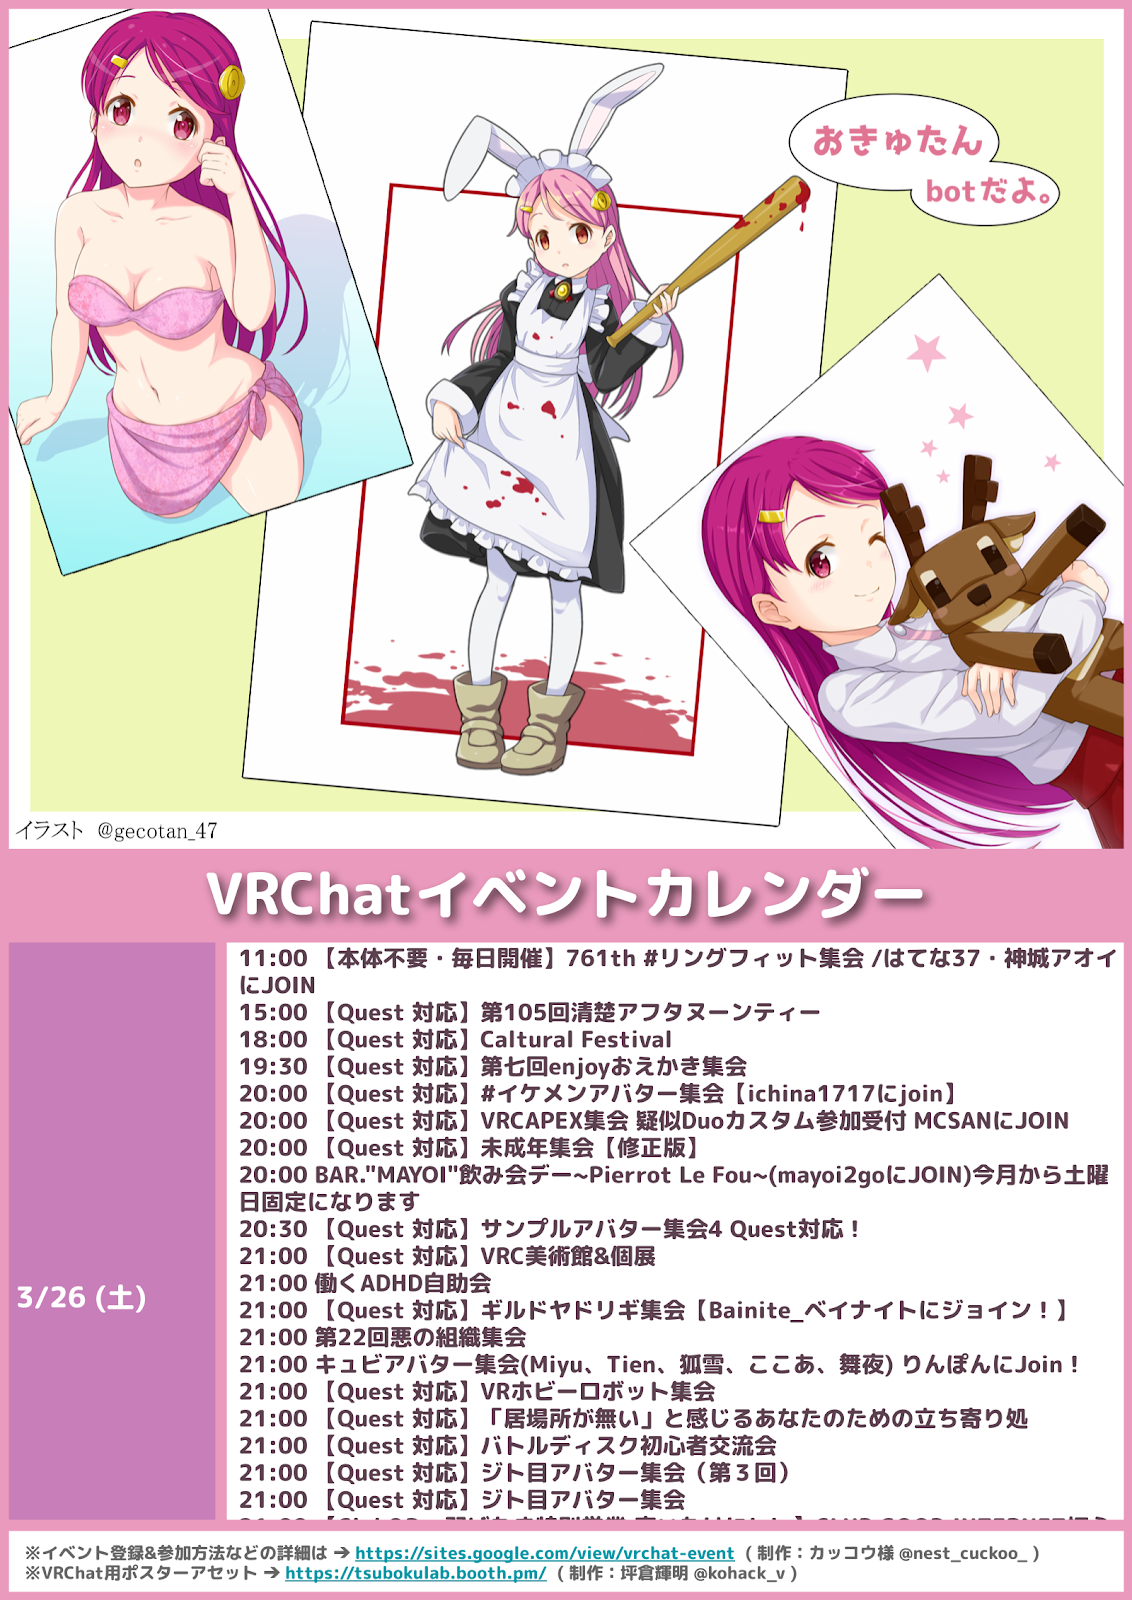 おきゅたん
botだよ。
イラスト @gecotan_47
VRChatイベントカレンダー
3/26 (土)
11:00 【本体不要・毎日開催】761th #リングフィット集会 /はてな37・神城アオイ
にJOIN
15:00 【Quest 対応】第105回清楚アフタヌーンティー
18:00 【Quest 対応】Caltural Festival
19:30 【Quest 対応】第七回enjoyおえかき集会
20:00 【Quest 対応】#イケメンアバター集会【ichina1717にjoin】
20:00 【Quest 対応】VRCAPEX集会 疑似Duoカスタム参加受付 MCSANにJOIN
20:00 【Quest 対応】未成年集会【修正版】
20:00 BAR."MAYOI"飲み会デー~Pierrot Le Fou~(mayoi2goにJOIN)今月から土曜
日固定になります
20:30 【Quest 対応】サンプルアバター集会4 Quest対応！
21:00 【Quest 対応】VRC美術館&個展
21:00 働くADHD自助会
21:00 【Quest 対応】ギルドヤドリギ集会【Bainite_ベイナイトにジョイン！】
21:00 第22回悪の組織集会
21:00 キュビアバター集会(Miyu、Tien、狐雪、ここあ、舞夜) りんぽんにJoin！
21:00 【Quest 対応】VRホビーロボット集会
21:00 【Quest 対応】「居場所が無い」と感じるあなたのための立ち寄り処
21:00 【Quest 対応】バトルディスク初心者交流会
21:00 【Quest 対応】ジト目アバター集会（第３回）
21:00 【Quest 対応】ジト目アバター集会
※イベント登録&参加方法などの詳細は → https://sites.google.com/view/vrchat-event ( 制作：カッコウ様 @nest_cuckoo_ )
※VRChat用ポスターアセット → https://tsubokulab.booth.pm/ ( 制作：坪倉輝明 @kohack_v )